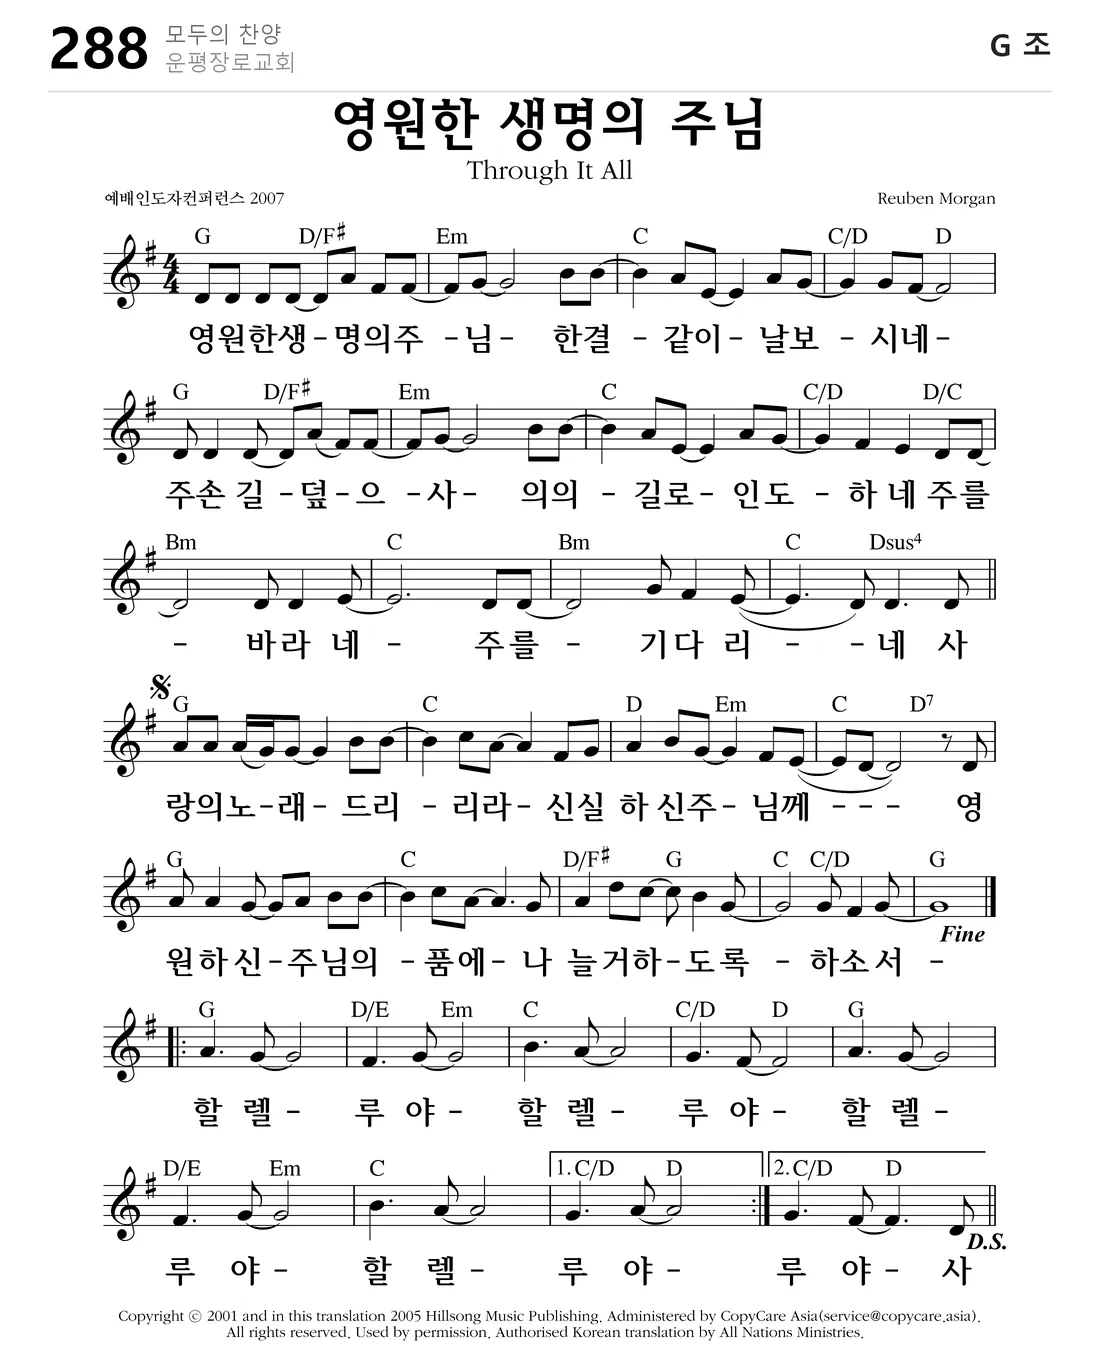 288 모두의 찬양
운평장로교회
G 조
영원한 생명의 주님
Through It All
예배인도자컨퍼런스 2007
Reuben Morgan
G D/F♯ Em C C/D D
영원한생-명의주 -님- 한결 - 같이- 날보 - 시네-
G D/F♯ Em C C/D D/C
주손 길 -덮-으 -사- 의의 - 길로- 인도 - 하 네 주를
Bm C Bm C Dsus4
- 바라 네 - 주를 - 기다 리 - -네 사
G C D Em C D7
랑의노-래- 드리 - 리라- 신실 하 신주- 님께 - - - 영
G C D/F♯ G C C/D G
Fine
원하신-주님의 -품에-나 늘거하-도록 - 하소서 -
G D/E Em C C/D D G
할 렐 - 루 야 - 할 렐 - 루 야 - 할 렐 -
D/E Em C 1. C/D D 2. C/D D
D.S.
루 야 - 할 렐 - 루 야 - 루 야 - 사
Copyright ⓒ 2001 and in this translation 2005 Hillsong Music Publishing. Administered by CopyCare Asia(service@copycare.asia).
All rights reserved. Used by permission. Authorised Korean translation by All Nations Ministries.